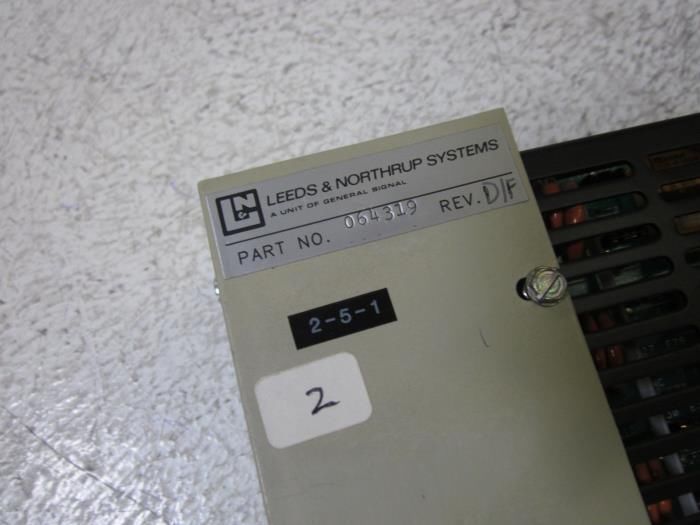 L&N LEEDS & NORTHRUP SYSTEMS
A UNIT OF GENERAL SIGNAL
PART NO. 064319 REV. D/F
2-5-1
2